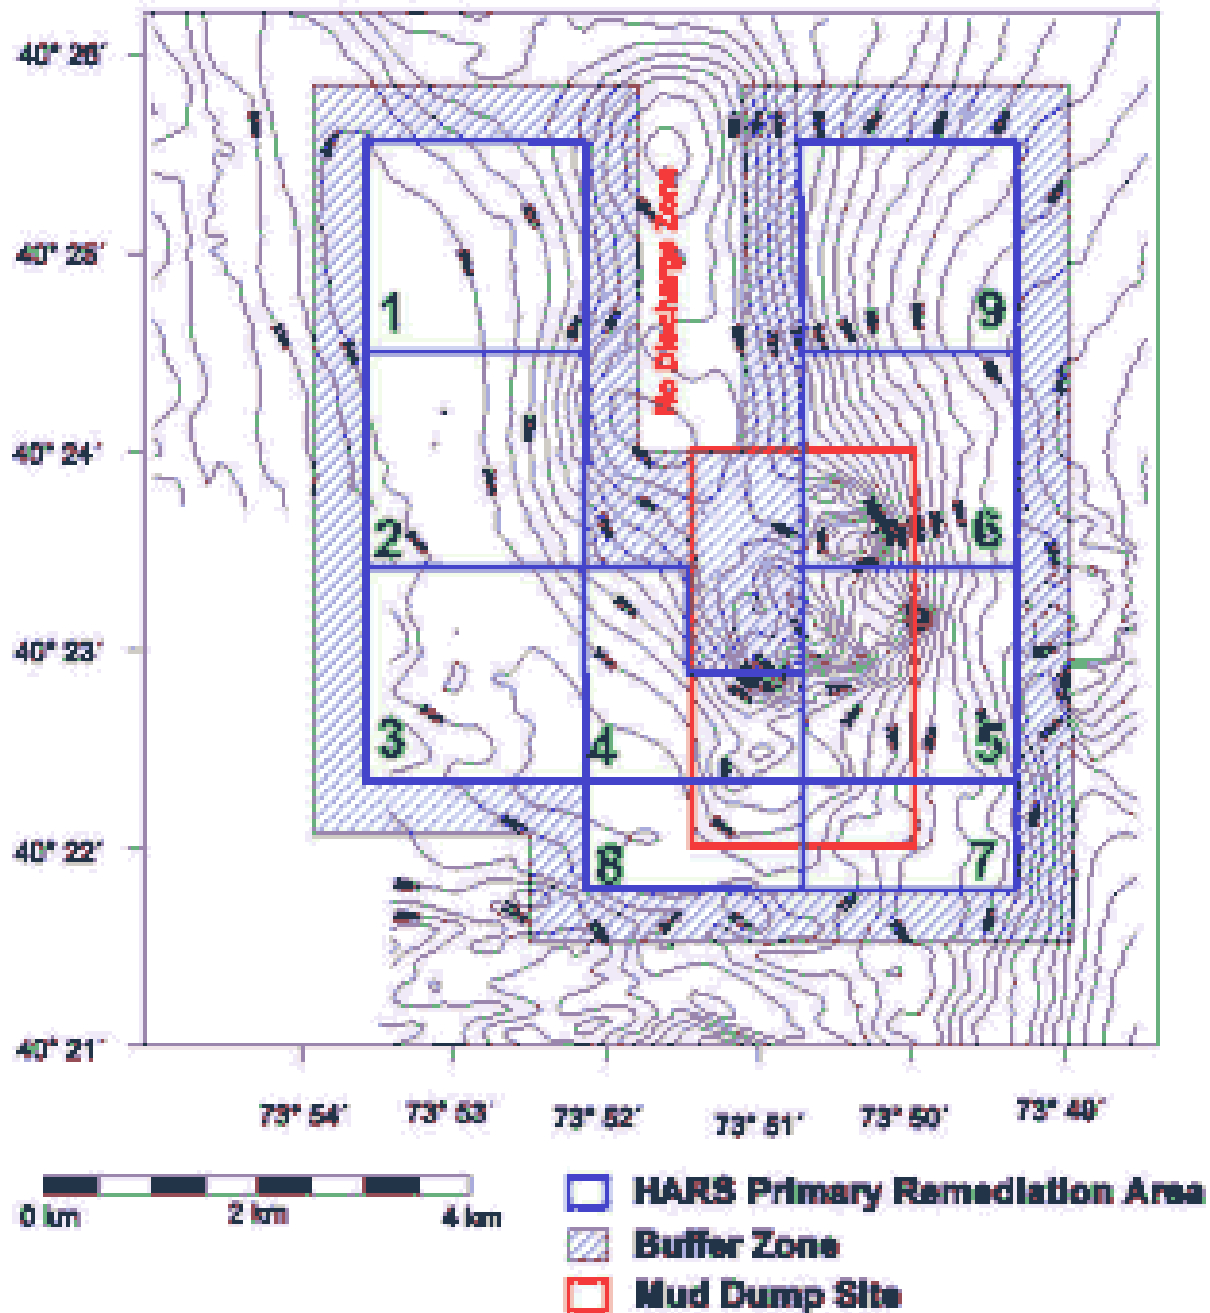 40° 26´
40° 25´
40° 24´
40° 23´
40° 22´
40° 21´
No Discharge Zone
1
9
2
6
3
4
5
8
7
73° 54´ 73° 53´ 73° 52´ 73° 51´ 73° 50´ 73° 49´
0 km 2 km 4 km
HARS Primary Remediation Area
Buffer Zone
Mud Dump Site